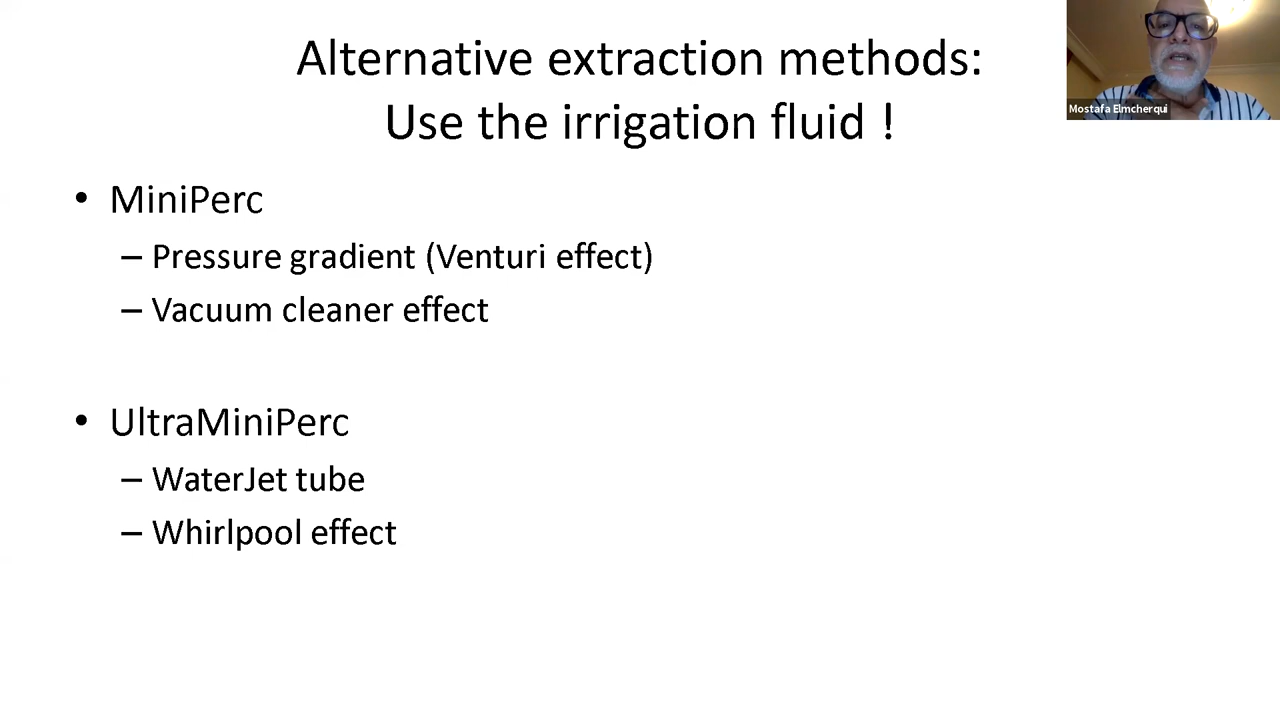 Alternative extraction methods:
Use the irrigation fluid !
Mostafa Elmcherqui
• MiniPerc
– Pressure gradient (Venturi effect)
– Vacuum cleaner effect
• UltraMiniPerc
– WaterJet tube
– Whirlpool effect